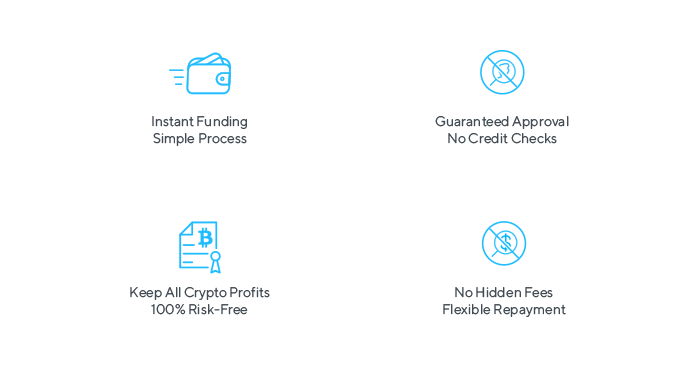 Instant Funding
Simple Process
Guaranteed Approval
No Credit Checks
Keep All Crypto Profits
100% Risk-Free
No Hidden Fees
Flexible Repayment